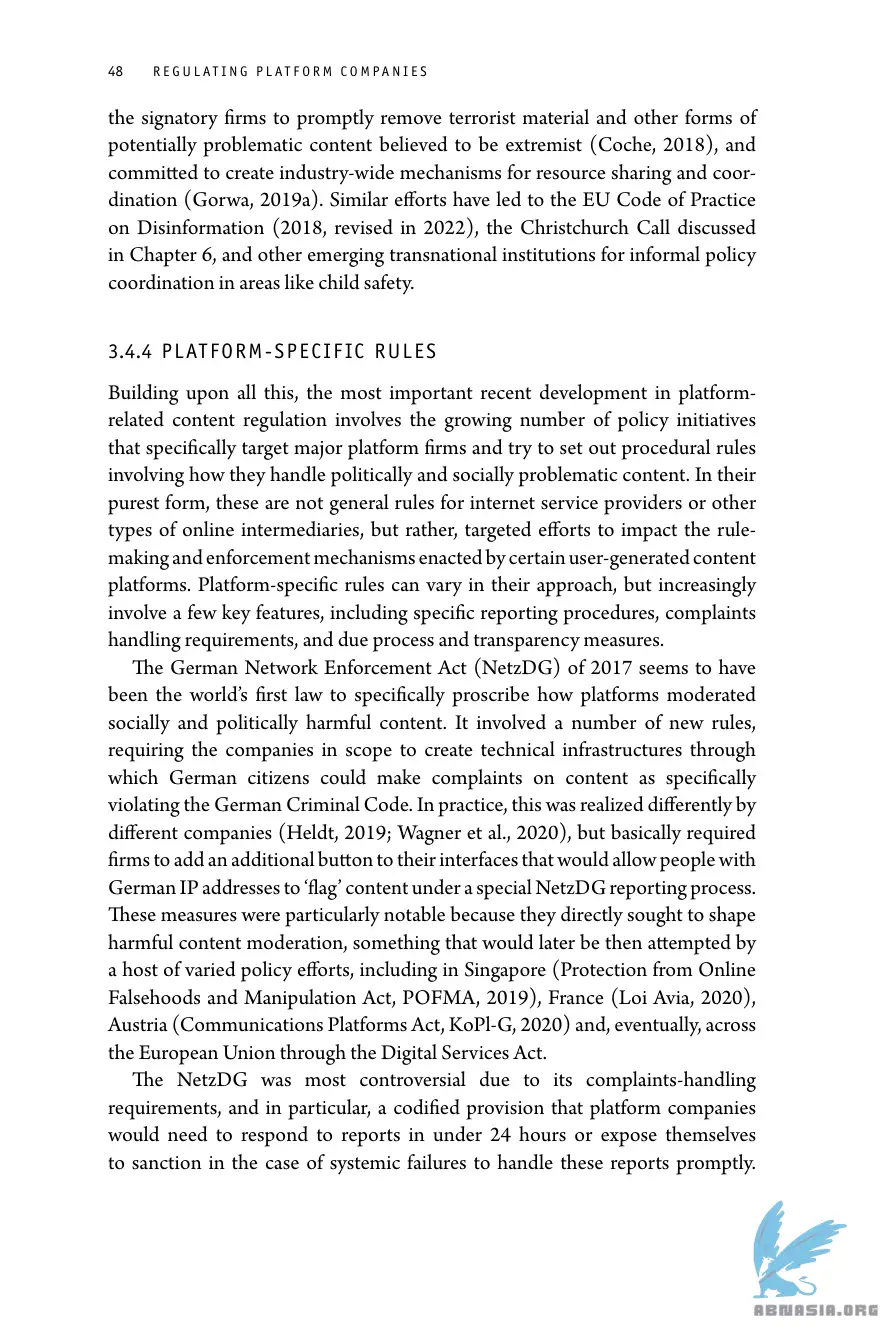 48 REGULATING PLATFORM COMPANIES
the signatory firms to promptly remove terrorist material and other forms of
potentially problematic content believed to be extremist (Coche, 2018), and
committed to create industry-wide mechanisms for resource sharing and coor-
dination (Gorwa, 2019a). Similar efforts have led to the EU Code of Practice
on Disinformation (2018, revised in 2022), the Christchurch Call discussed
in Chapter 6, and other emerging transnational institutions for informal policy
coordination in areas like child safety.
3.4.4 PLATFORM-SPECIFIC RULES
Building upon all this, the most important recent development in platform-
related content regulation involves the growing number of policy initiatives
that specifically target major platform firms and try to set out procedural rules
involving how they handle politically and socially problematic content. In their
purest form, these are not general rules for internet service providers or other
types of online intermediaries, but rather, targeted efforts to impact the rule-
making and enforcement mechanisms enacted by certain user-generated content
platforms. Platform-specific rules can vary in their approach, but increasingly
involve a few key features, including specific reporting procedures, complaints
handling requirements, and due process and transparency measures.
The German Network Enforcement Act (NetzDG) of 2017 seems to have
been the world's first law to specifically proscribe how platforms moderated
socially and politically harmful content. It involved a number of new rules,
requiring the companies in scope to create technical infrastructures through
which German citizens could make complaints on content as specifically
violating the German Criminal Code. In practice, this was realized differently by
different companies (Heldt, 2019; Wagner et al., 2020), but basically required
firms to add an additional button to their interfaces that would allow people with
German IP addresses to 'flag' content under a special NetzDG reporting process.
These measures were particularly notable because they directly sought to shape
harmful content moderation, something that would later be then attempted by
a host of varied policy efforts, including in Singapore (Protection from Online
Falsehoods and Manipulation Act, POFMA, 2019), France (Loi Avia, 2020),
Austria (Communications Platforms Act, KoPl-G, 2020) and, eventually, across
the European Union through the Digital Services Act.
The NetzDG was most controversial due to its complaints-handling
requirements, and in particular, a codified provision that platform companies
would need to respond to reports in under 24 hours or expose themselves
to sanction in the case of systemic failures to handle these reports promptly.
ABNASIA.ORG